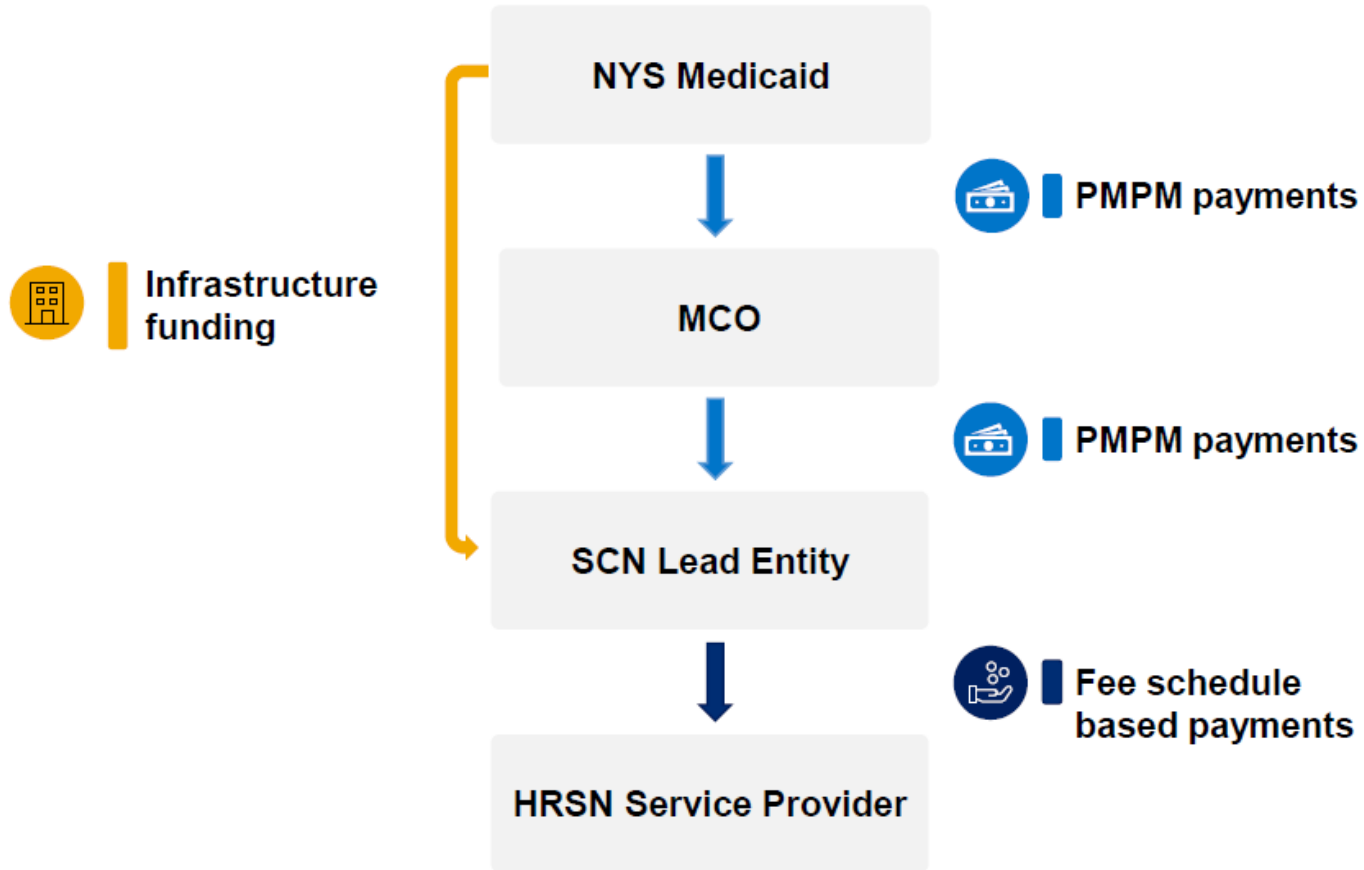 NYS Medicaid
PMPM payments
Infrastructure
funding
MCO
PMPM payments
SCN Lead Entity
Fee schedule
based payments
HRSN Service Provider